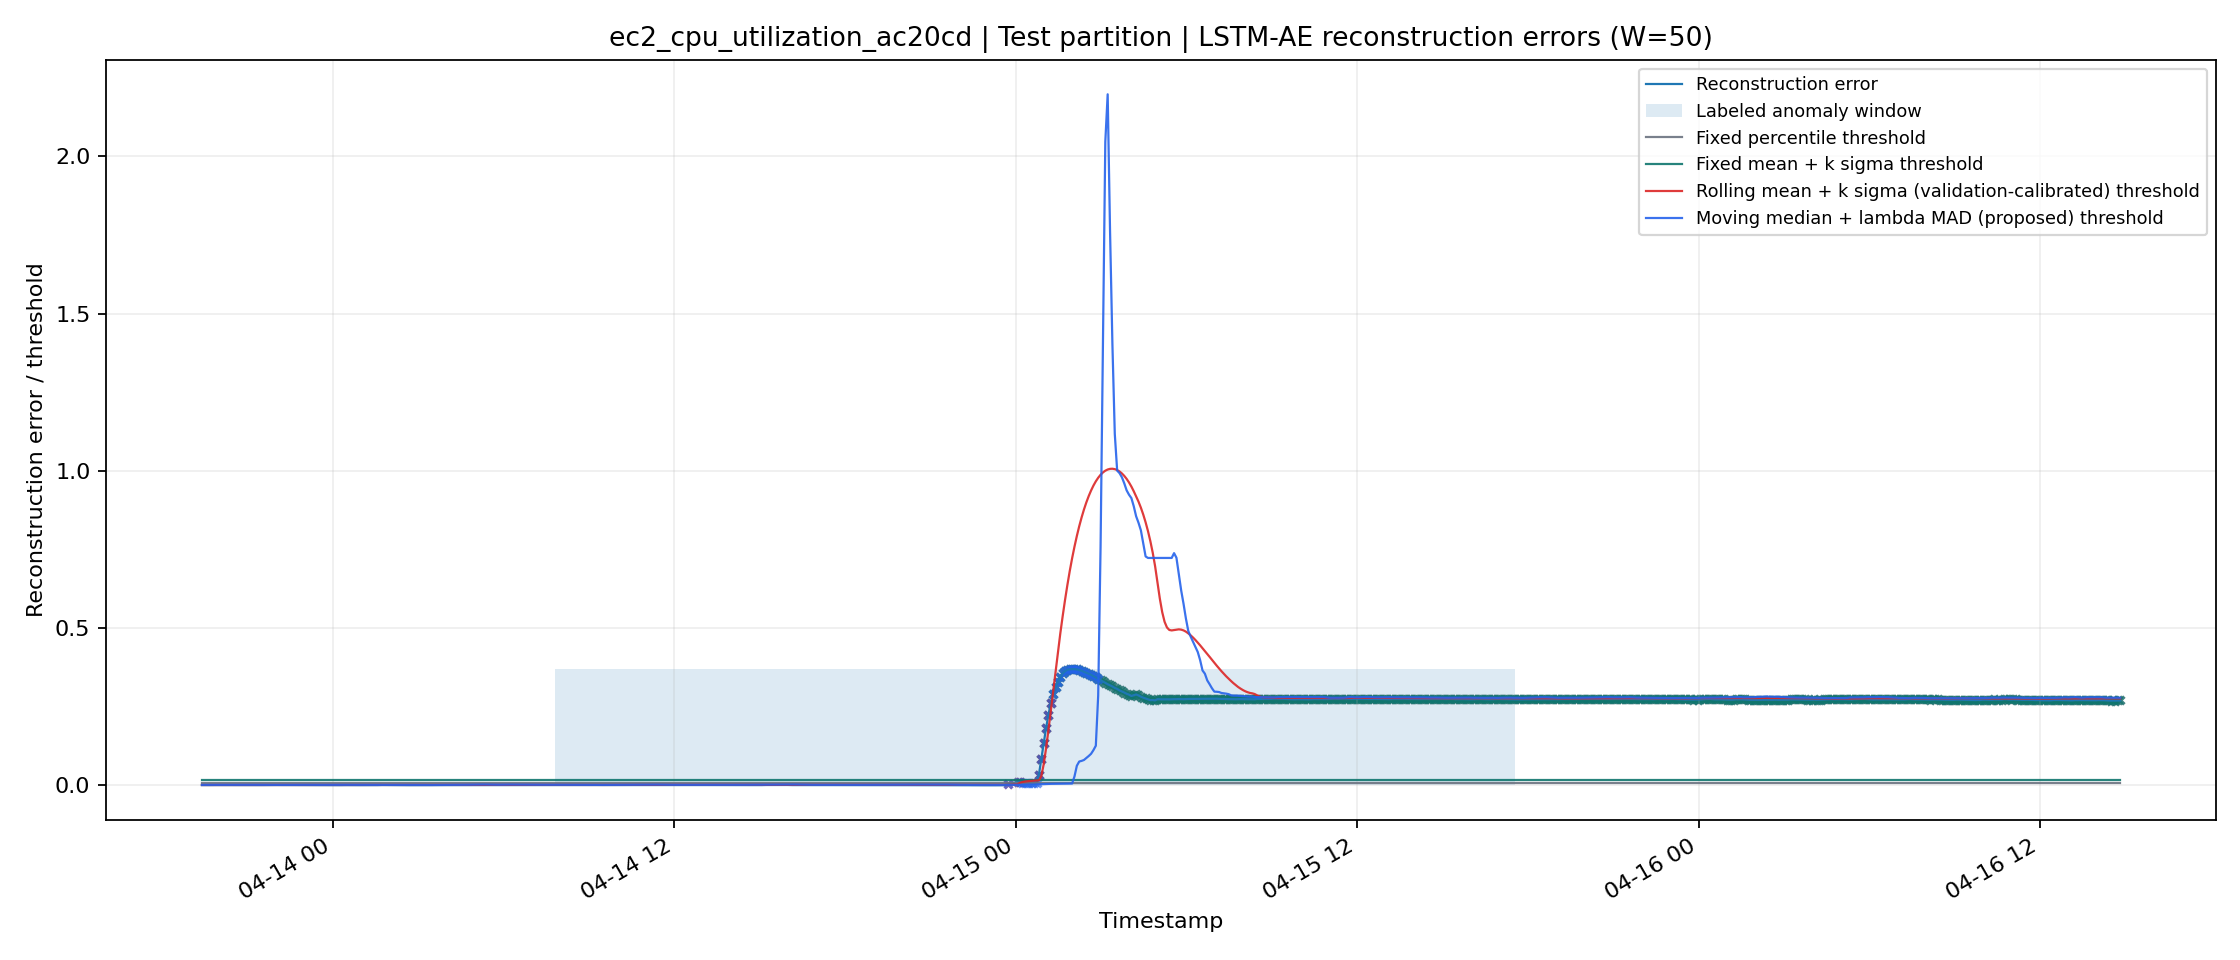 ec2_cpu_utilization_ac20cd | Test partition | LSTM-AE reconstruction errors (W=50)
Reconstruction error
Labeled anomaly window
Fixed percentile threshold
Fixed mean + k sigma threshold
Rolling mean + k sigma (validation-calibrated) threshold
Moving median + lambda MAD (proposed) threshold
Reconstruction error / threshold
2.0
1.5
1.0
0.5
0.0
04-14 00
04-14 12
04-15 00
04-15 12
04-16 00
04-16 12
Timestamp